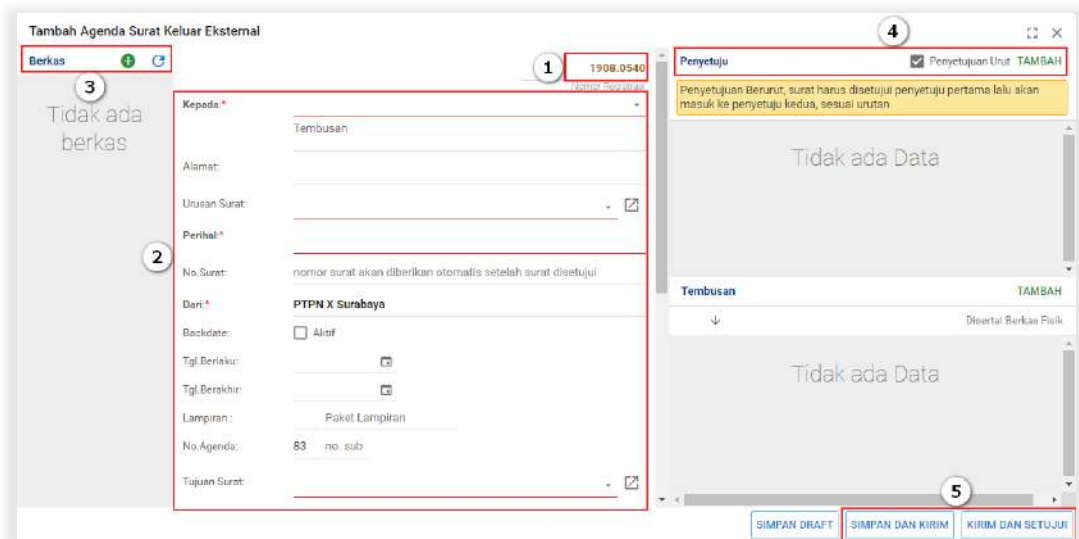 Tambah Agenda Surat Keluar Eksternal
Berkas
3
Tidak ada
berkas
1
1908.0540
Nomor Registrasi
2
Kepada:*
Tembusan
Alamat:
Urusan Surat:
Perihal:*
No.Surat: nomor surat akan diberikan otomatis setelah surat disetujui
Dari:* PTPN X Surabaya
Backdate: Aktif
Tgl.Berlaku:
Tgl.Berakhir:
Lampiran : Paket Lampiran
No.Agenda: 83 no. sub
Tujuan Surat:
4
Penyetuju Penyetujuan Urut TAMBAH
Penyetujuan Berurut, surat harus disetujui penyetuju pertama lalu akan
masuk ke penyetuju kedua, sesuai urutan
Tidak ada Data
Tembusan TAMBAH
Disertai Berkas Fisik
Tidak ada Data
5
SIMPAN DRAFT SIMPAN DAN KIRIM KIRIM DAN SETUJUI